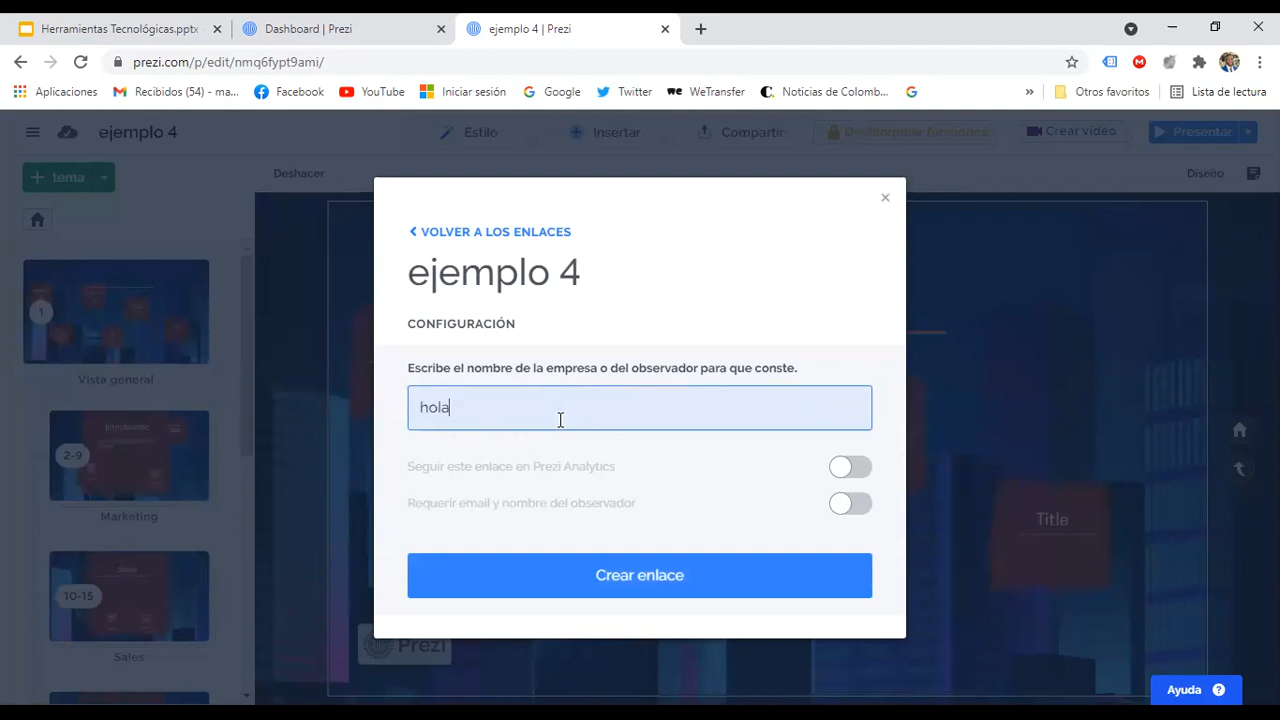 Herramientas Tecnológicas.pptx
Dashboard | Prezi
ejemplo 4 | Prezi
prezi.com/p/edit/nmq6fypt9ami/
Aplicaciones
Recibidos (54) - ma...
Facebook
YouTube
Iniciar sesión
Google
Twitter
WeTransfer
Noticias de Colomb...
»
Otros favoritos
Lista de lectura
ejemplo 4
Estilo
Insertar
Compartir
Desbloquear funciones
Crear video
Presentar
+ tema
Deshacer
Diseño
1
Vista general
2-9
Introduction
Marketing
10-15
Sales
VOLVER A LOS ENLACES
ejemplo 4
CONFIGURACIÓN
Escribe el nombre de la empresa o del observador para que conste.
hola
Seguir este enlace en Prezi Analytics
Requerir email y nombre del observador
Crear enlace
Title
Prezi
Ayuda ?